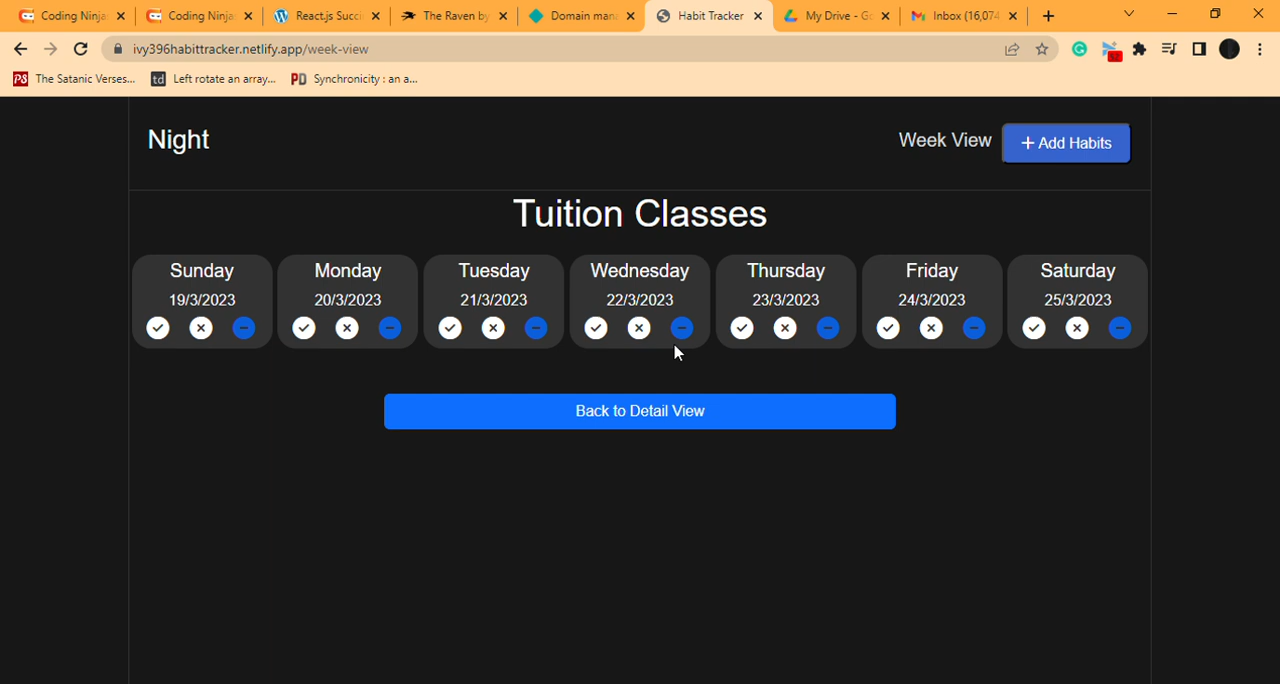 Coding Ninja
Coding Ninja
React.js Succi
The Raven by
Domain man
Habit Tracker
My Drive - G
Inbox (16,074
ivy396habittracker.netlify.app/week-view
The Satanic Verses...
Left rotate an array...
Synchronicity : an a...
Night
Week View
+ Add Habits
Tuition Classes
Sunday
19/3/2023
Monday
20/3/2023
Tuesday
21/3/2023
Wednesday
22/3/2023
Thursday
23/3/2023
Friday
24/3/2023
Saturday
25/3/2023
Back to Detail View